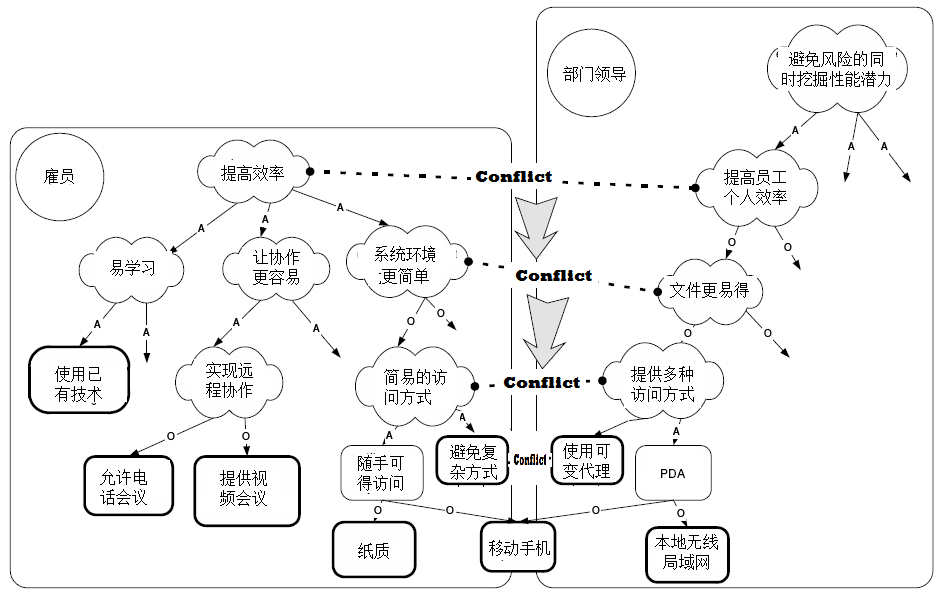 部门领导
避免风险的同
时挖掘性能潜力
A
A
A
雇员
提高效率
Conflict
提高员工
个人效率
A
A
A
O
O
易学习
让协作
更容易
系统环境
更简单
Conflict
文件更易得
A
A
A
A
O
O
O
O
使用已
有技术
实现远
程协作
简易的访
问方式
Conflict
提供多种
访问方式
O
O
A
A
A
允许电
话会议
提供视
频会议
随手可
得访问
避免复
杂方式
Conflict
使用可
变代理
PDA
O
O
O
O
纸质
移动手机
本地无线
局域网